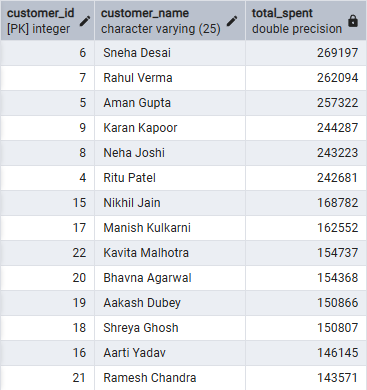 customer_id customer_name total_spent
[PK] integer character varying (25) double precision
6 Sneha Desai 269197
7 Rahul Verma 262094
5 Aman Gupta 257322
9 Karan Kapoor 244287
8 Neha Joshi 243223
4 Ritu Patel 242681
15 Nikhil Jain 168782
17 Manish Kulkarni 162552
22 Kavita Malhotra 154737
20 Bhavna Agarwal 154368
19 Aakash Dubey 150866
18 Shreya Ghosh 150807
16 Aarti Yadav 146145
21 Ramesh Chandra 143571